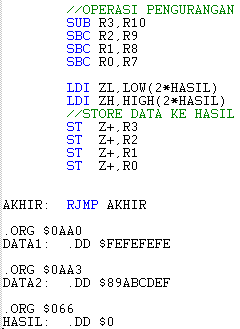 //OPERASI PENGURANGAN
SUB R3,R10
SBC R2,R9
SBC R1,R8
SBC R0,R7
LDI ZL,LOW(2*HASIL)
LDI ZH,HIGH(2*HASIL)
//STORE DATA KE HASIL
ST Z+,R3
ST Z+,R2
ST Z+,R1
ST Z+,R0
AKHIR: RJMP AKHIR
.ORG $0AA0
DATA1: .DD $FEFEFEFE
.ORG $0AA3
DATA2: .DD $89ABCDEF
.ORG $066
HASIL: .DD $0